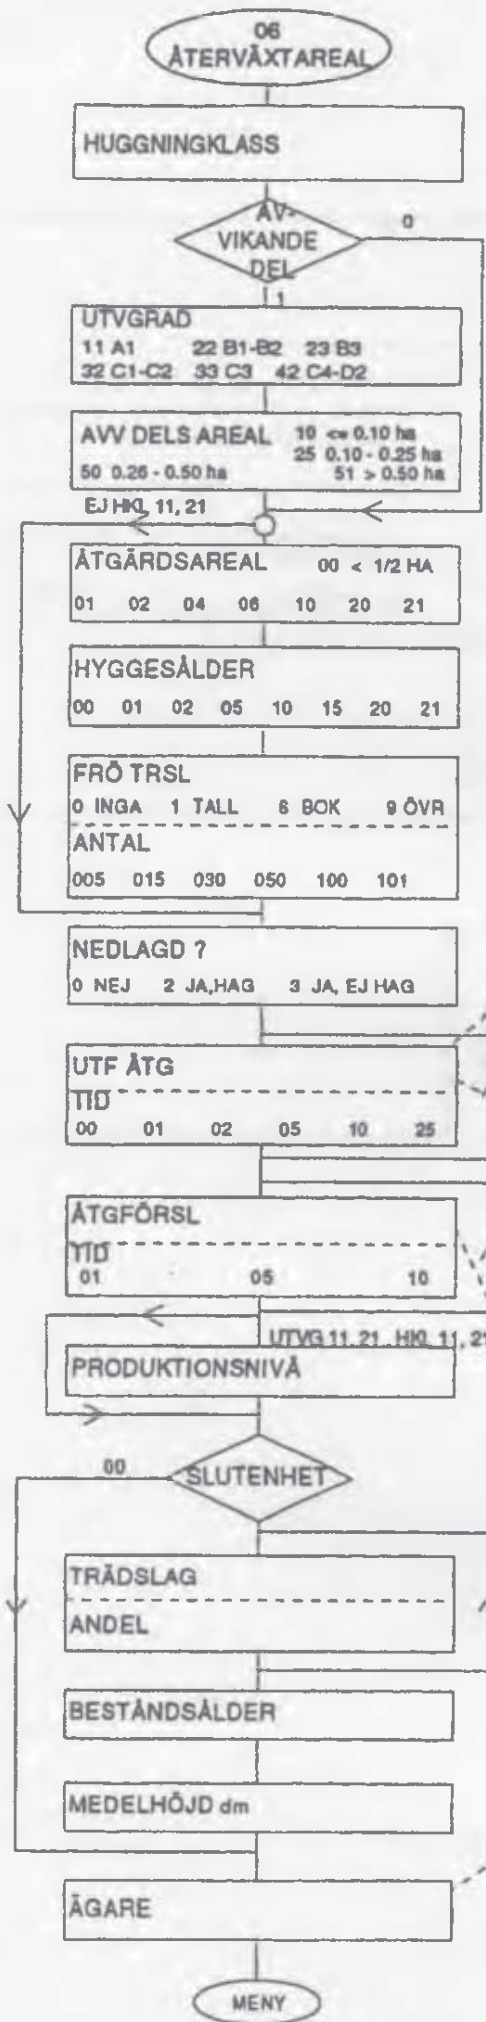 06
ÅTERVÄXTAREAL
HUGGNINGKLASS
AV-
VIKANDE
DEL
0
1
UTVGRAD
11 A1 22 B1-B2 23 B3
32 C1-C2 33 C3 42 C4-D2
AVV DELS AREAL 10 <= 0.10 ha
25 0.10 - 0.25 ha
50 0.26 - 0.50 ha 51 > 0.50 ha
EJ HKL 11, 21
ÅTGÄRDSAREAL 00 < 1/2 HA
01 02 04 06 10 20 21
HYGGESÅLDER
00 01 02 05 10 15 20 21
FRÖ TRSL
0 INGA 1 TALL 6 BOK 9 ÖVR
ANTAL
005 015 030 050 100 101
NEDLAGD ?
0 NEJ 2 JA,HAG 3 JA, EJ HAG
UTF ÅTG
TID
00 01 02 05 10 25
ÅTGFÖRSL
TID
01 05 10
UTVG 11, 21 , HKL 11, 21
PRODUKTIONSNIVÅ
00
SLUTENHET
TRÄDSLAG
ANDEL
BESTÅNDSÅLDER
MEDELHÖJD dm
ÄGARE
MENY